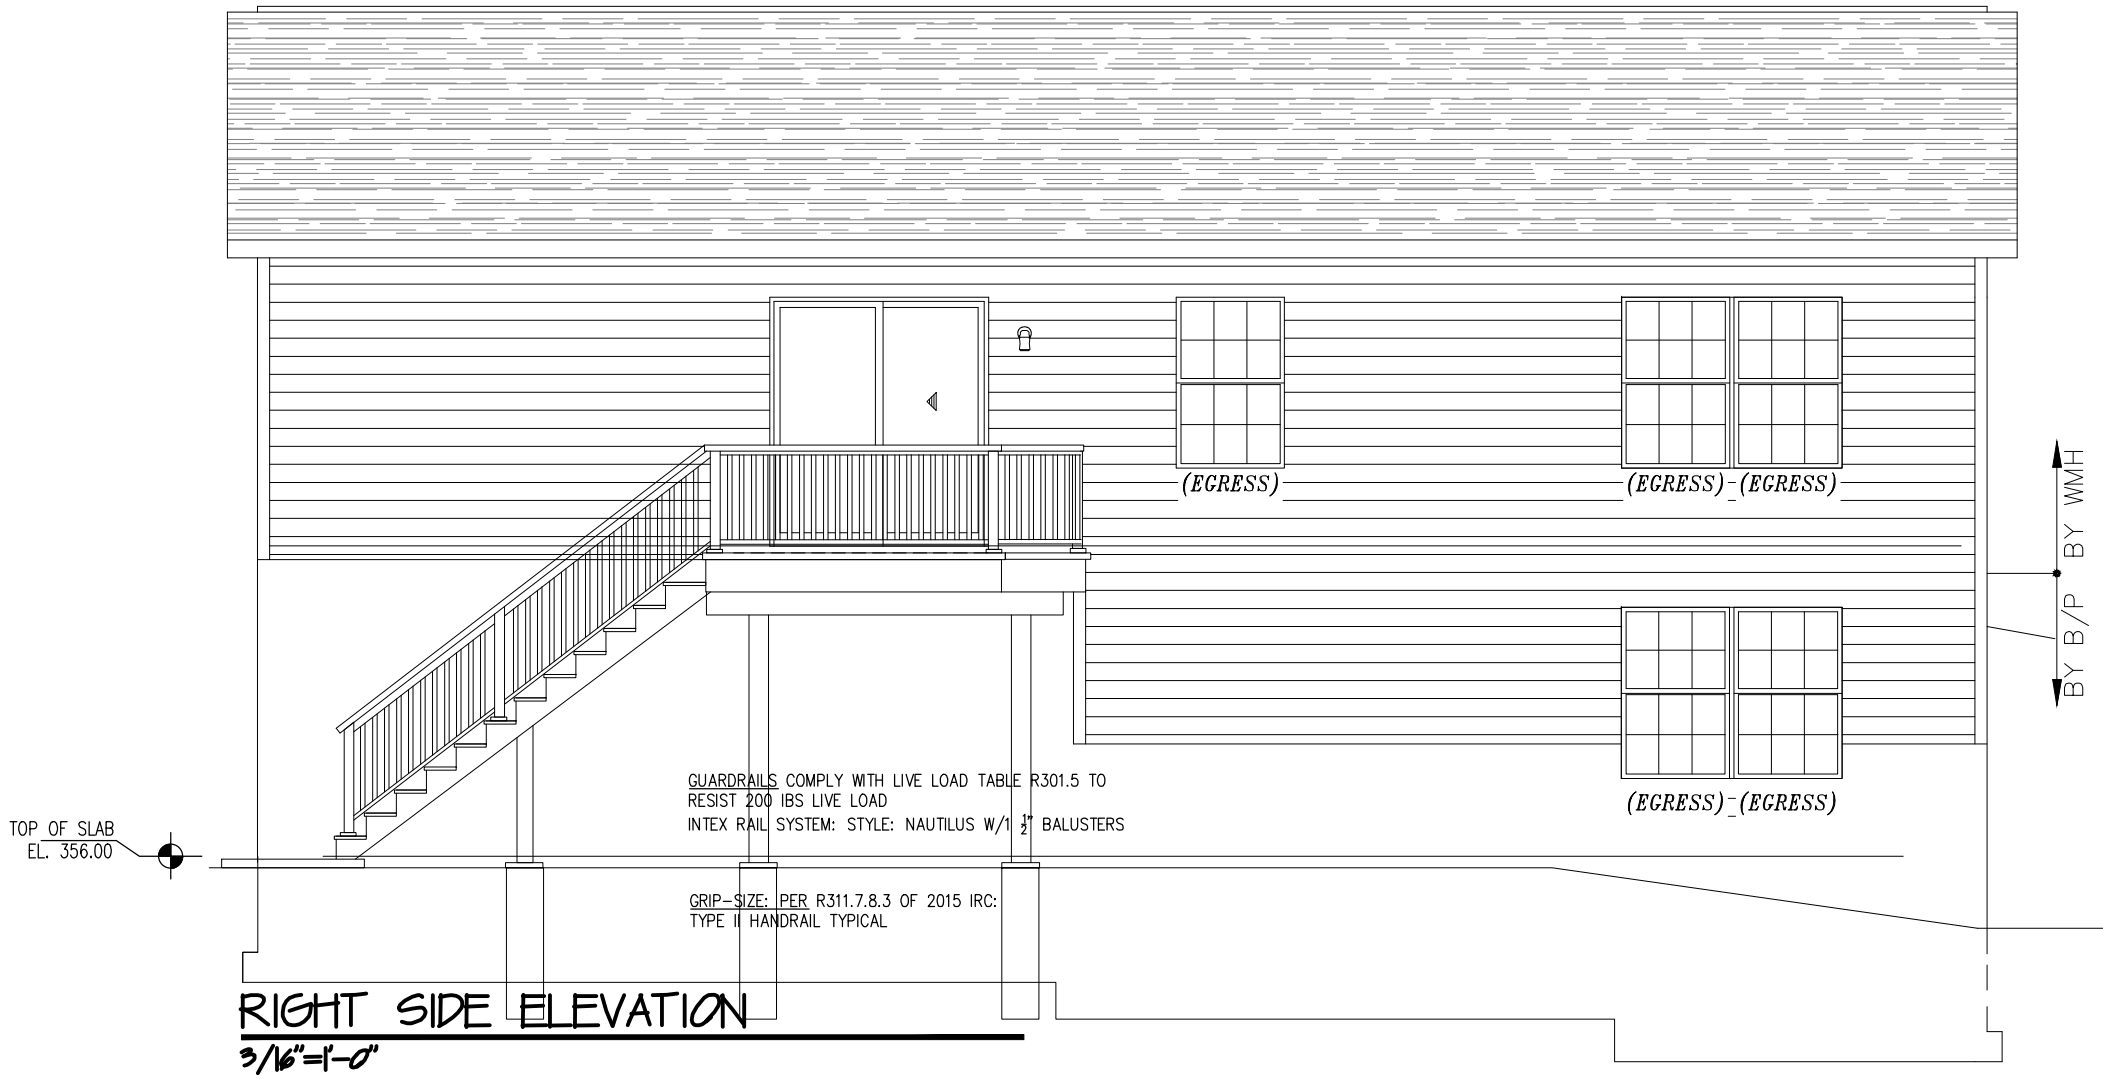 (EGRESS)
(EGRESS)-(EGRESS)
BY WMH
BY B/P
GUARDRAILS COMPLY WITH LIVE LOAD TABLE R301.5 TO
RESIST 200 IBS LIVE LOAD
INTEX RAIL SYSTEM: STYLE: NAUTILUS W/1 1/2" BALUSTERS
(EGRESS)-(EGRESS)
TOP OF SLAB
EL. 356.00
GRIP-SIZE: PER R311.7.8.3 OF 2015 IRC:
TYPE II HANDRAIL TYPICAL
RIGHT SIDE ELEVATION
3/16"=1'-0"